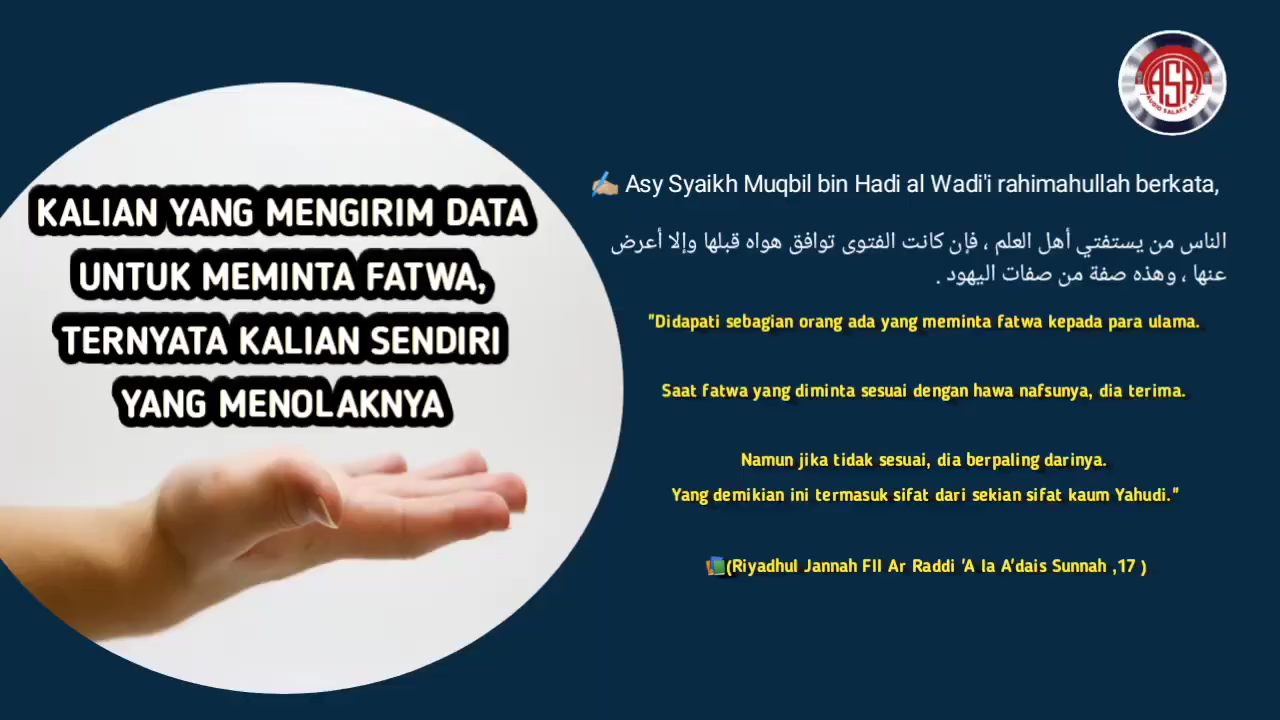 KALIAN YANG MENGIRIM DATA
UNTUK MEMINTA FATWA,
TERNYATA KALIAN SENDIRI
YANG MENOLAKNYA
ASA
AUDIO SALAFY
✍🏼 Asy Syaikh Muqbil bin Hadi al Wadi'i rahimahullah berkata,
الناس من يستفتي أهل العلم ، فإن كانت الفتوى توافق هواه قبلها وإلا أعرض
عنها ، وهذه صفة من صفات اليهود .
"Didapati sebagian orang ada yang meminta fatwa kepada para ulama.
Saat fatwa yang diminta sesuai dengan hawa nafsunya, dia terima.
Namun jika tidak sesuai, dia berpaling darinya.
Yang demikian ini termasuk sifat dari sekian sifat kaum Yahudi."
📚(Riyadhul Jannah FII Ar Raddi 'A la A'dais Sunnah ,17 )